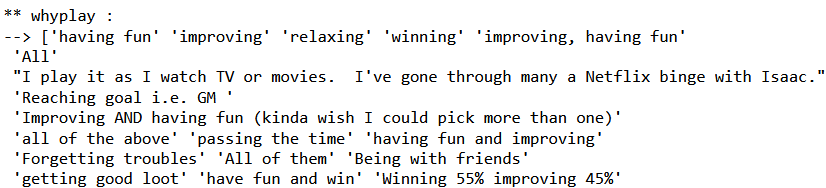 ** whyplay :
--> ['having fun' 'improving' 'relaxing' 'winning' 'improving, having fun'
'All'
"I play it as I watch TV or movies.  I've gone through many a Netflix binge with Isaac."
'Reaching goal i.e. GM '
'Improving AND having fun (kinda wish I could pick more than one)'
'all of the above' 'passing the time' 'having fun and improving'
'Forgetting troubles' 'All of them' 'Being with friends'
'getting good loot' 'have fun and win' 'Winning 55% improving 45%'